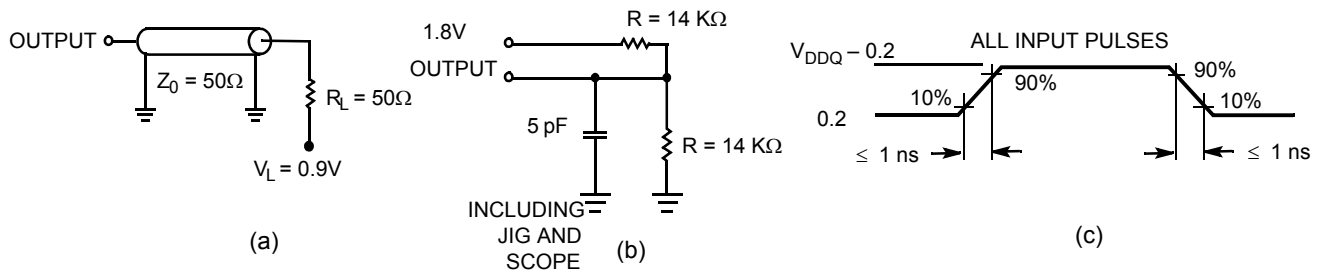 OUTPUT
Z0 = 50Ω
RL = 50Ω
VL = 0.9V
(a)
R = 14 KΩ
1.8V
OUTPUT
5 pF
R = 14 KΩ
INCLUDING
JIG AND
SCOPE
(b)
ALL INPUT PULSES
VDDQ – 0.2
90%
90%
10%
10%
0.2
≤ 1 ns
≤ 1 ns
(c)